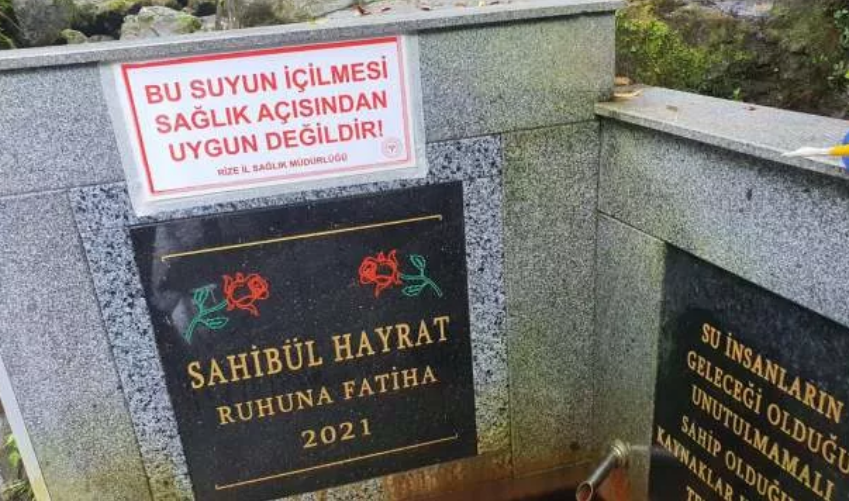 BU SUYUN İÇİLMESİ
SAĞLIK AÇISINDAN
UYGUN DEĞİLDİR!
RİZE İL SAĞLIK MÜDÜRLÜĞÜ
SAHİBÜL HAYRAT
RUHUNA FATİHA
2021
SU İNSANLARIN
GELECEĞİ OLDUĞU
UNUTULMAMALI
SAHİP OLDUĞU
KAYNAKLAR